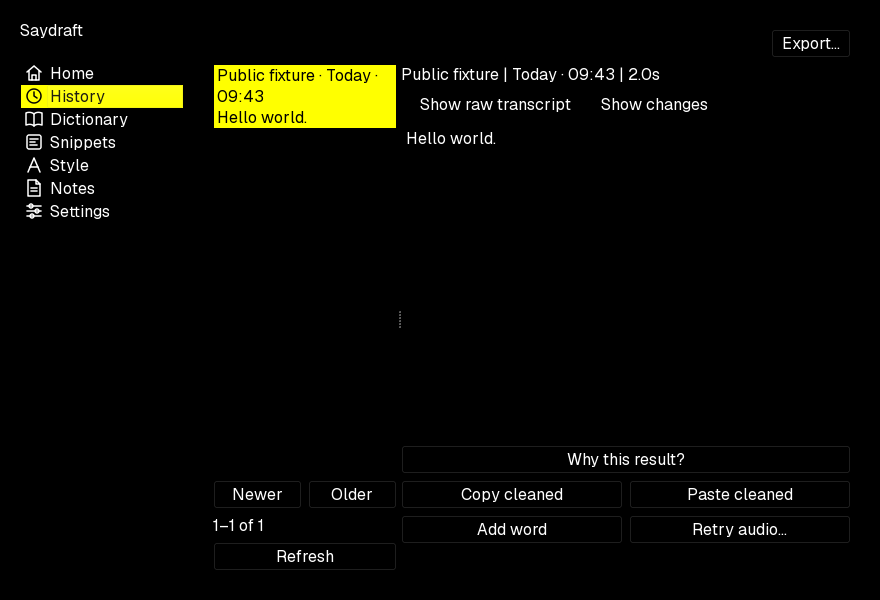 Saydraft
Export...
Home
History
Dictionary
Snippets
Style
Notes
Settings
Public fixture · Today ·
09:43
Hello world.
Newer
Older
1–1 of 1
Refresh
Public fixture | Today · 09:43 | 2.0s
Show raw transcript
Show changes
Hello world.
Why this result?
Copy cleaned
Paste cleaned
Add word
Retry audio...